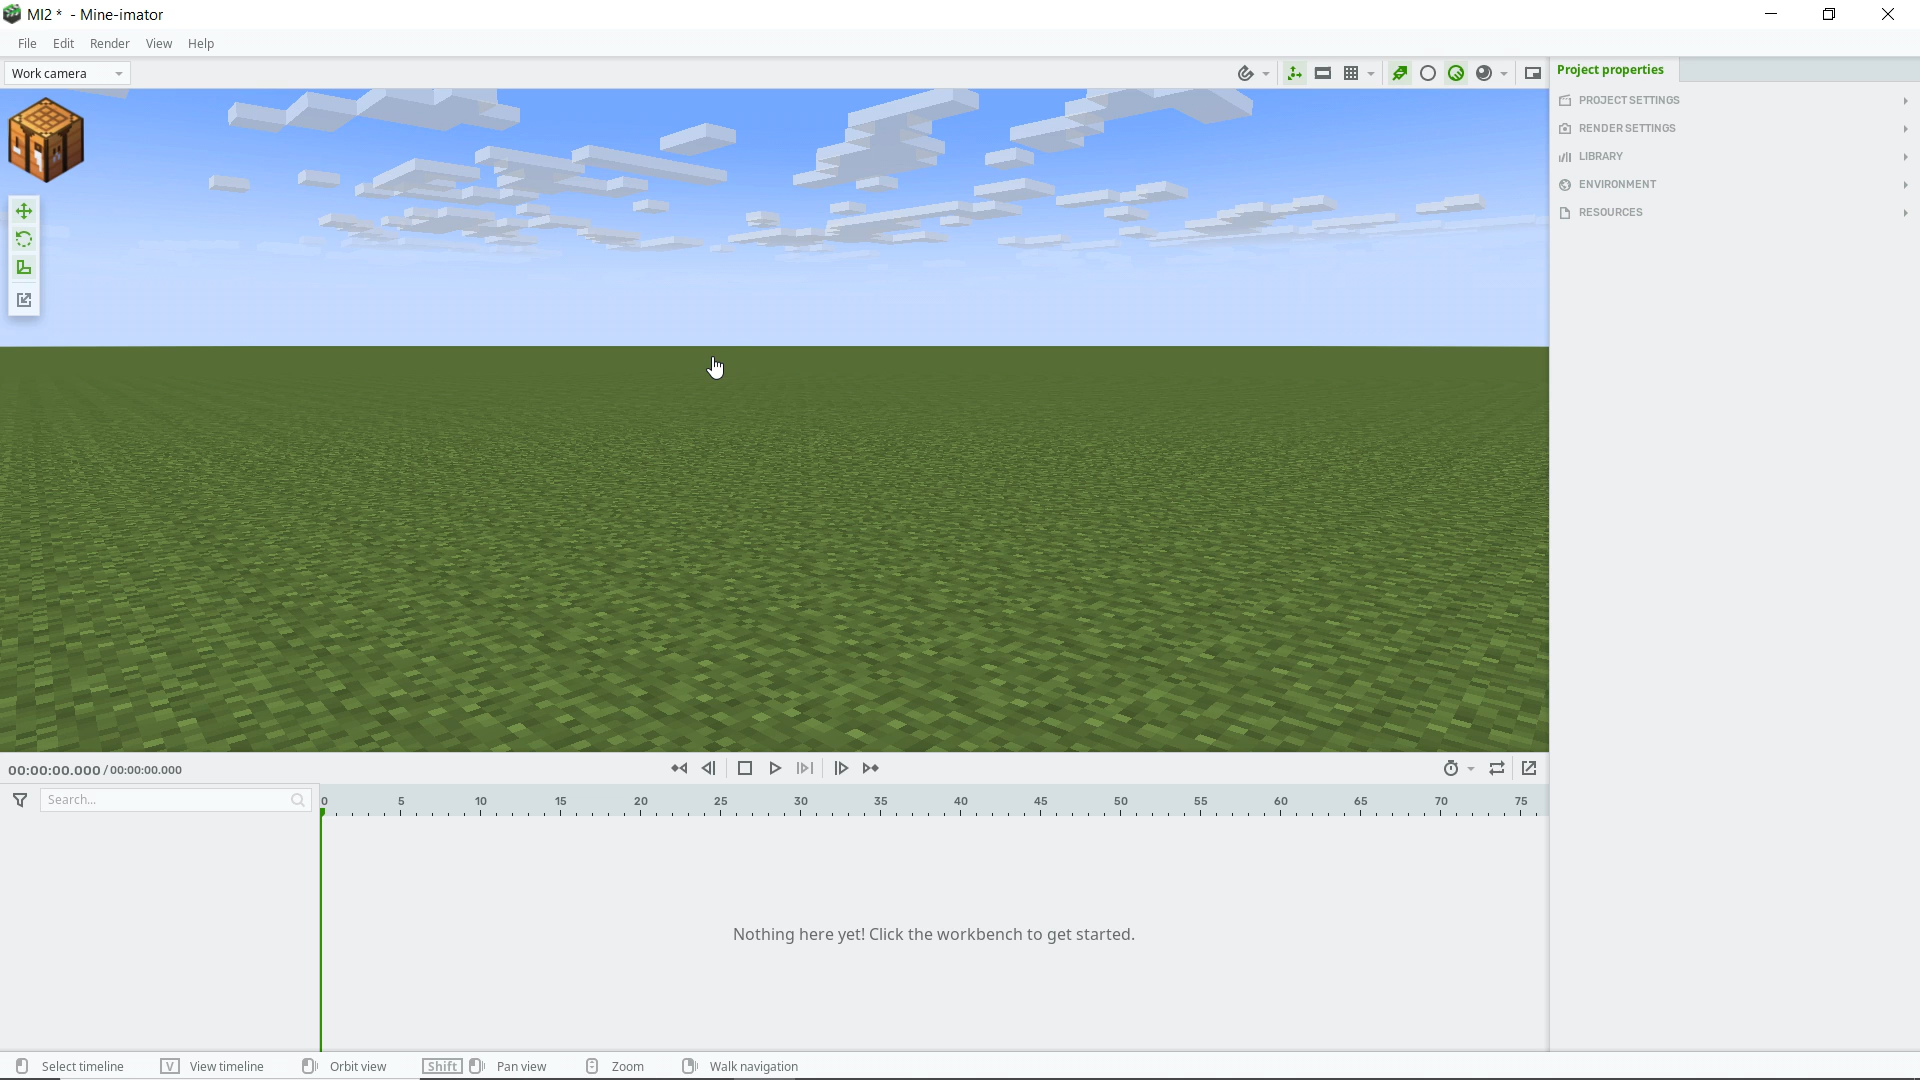 MI2 * - Mine-imator
File Edit Render View Help
Work camera
Project properties
PROJECT SETTINGS
RENDER SETTINGS
LIBRARY
ENVIRONMENT
RESOURCES
00:00:00.000 / 00:00:00.000
Search...
0 5 10 15 20 25 30 35 40 45 50 55 60 65 70 75
Nothing here yet! Click the workbench to get started.
Select timeline V View timeline Orbit view Shift Pan view Zoom Walk navigation